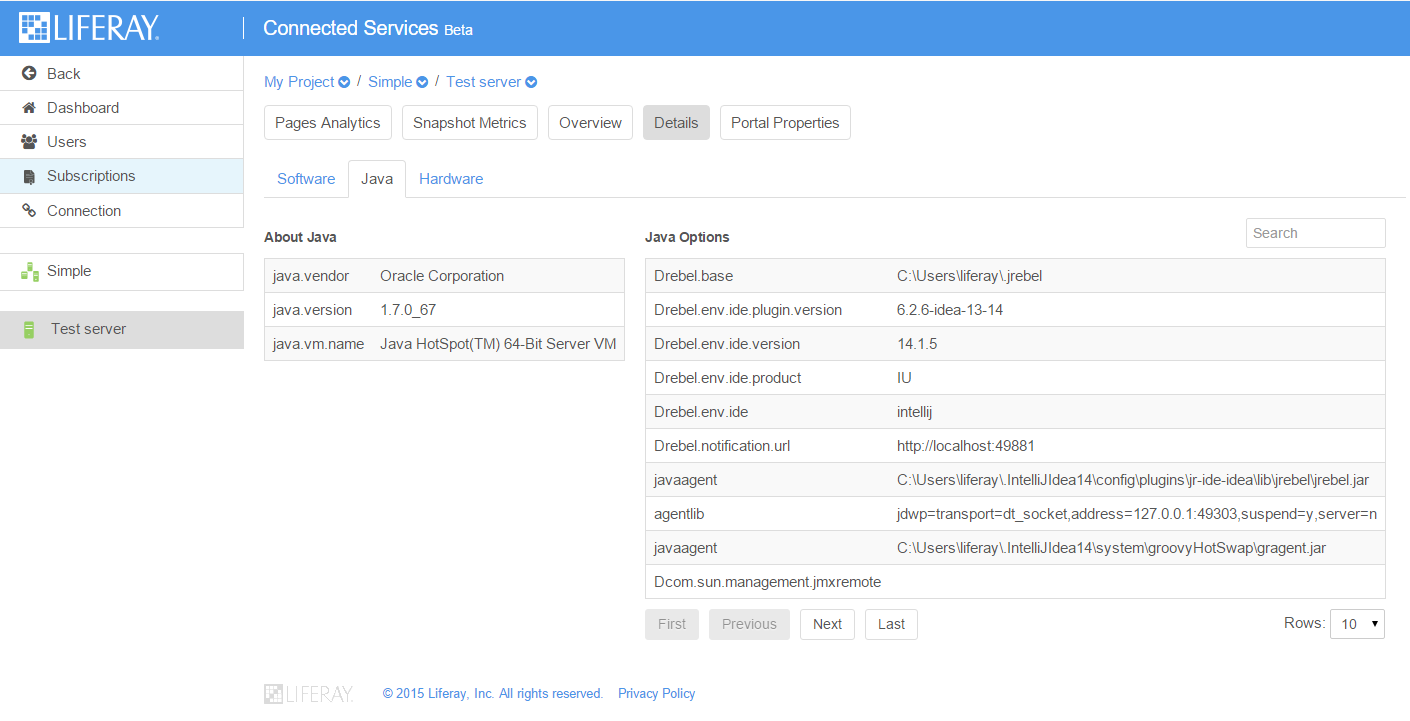 LIFERAY. Connected Services Beta
Back
Dashboard
Users
Subscriptions
Connection
Simple
Test server
My Project / Simple / Test server
Pages Analytics Snapshot Metrics Overview Details Portal Properties
Software Java Hardware
About Java
java.vendor Oracle Corporation
java.version 1.7.0_67
java.vm.name Java HotSpot(TM) 64-Bit Server VM
Java Options
Search
Drebel.base C:\Users\liferay\.jrebel
Drebel.env.ide.plugin.version 6.2.6-idea-13-14
Drebel.env.ide.version 14.1.5
Drebel.env.ide.product IU
Drebel.env.ide intellij
Drebel.notification.url http://localhost:49881
javaagent C:\Users\liferay\.IntelliJIdea14\config\plugins\jr-ide-idea\lib\jrebel\jrebel.jar
agentlib jdwp=transport=dt_socket,address=127.0.0.1:49303,suspend=y,server=n
javaagent C:\Users\liferay\.IntelliJIdea14\system\groovyHotSwap\gragent.jar
Dcom.sun.management.jmxremote
First Previous Next Last Rows: 10
LIFERAY. © 2015 Liferay, Inc. All rights reserved. Privacy Policy